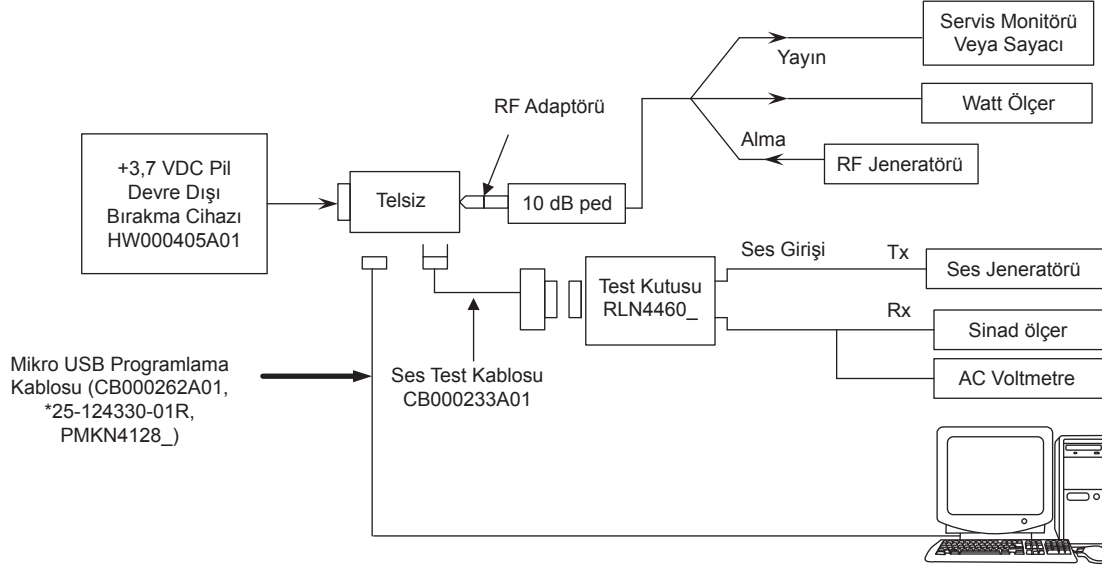 Servis Monitörü
Veya Sayacı
Yayın
RF Adaptörü
Watt Ölçer
Alma
RF Jeneratörü
+3,7 VDC Pil
Devre Dışı
Bırakma Cihazı
HW000405A01
Telsiz
10 dB ped
Ses Girişi
Tx
Ses Jeneratörü
Test Kutusu
RLN4460_
Rx
Sinad ölçer
AC Voltmetre
Mikro USB Programlama
Kablosu (CB000262A01,
*25-124330-01R,
PMKN4128_)
Ses Test Kablosu
CB000233A01